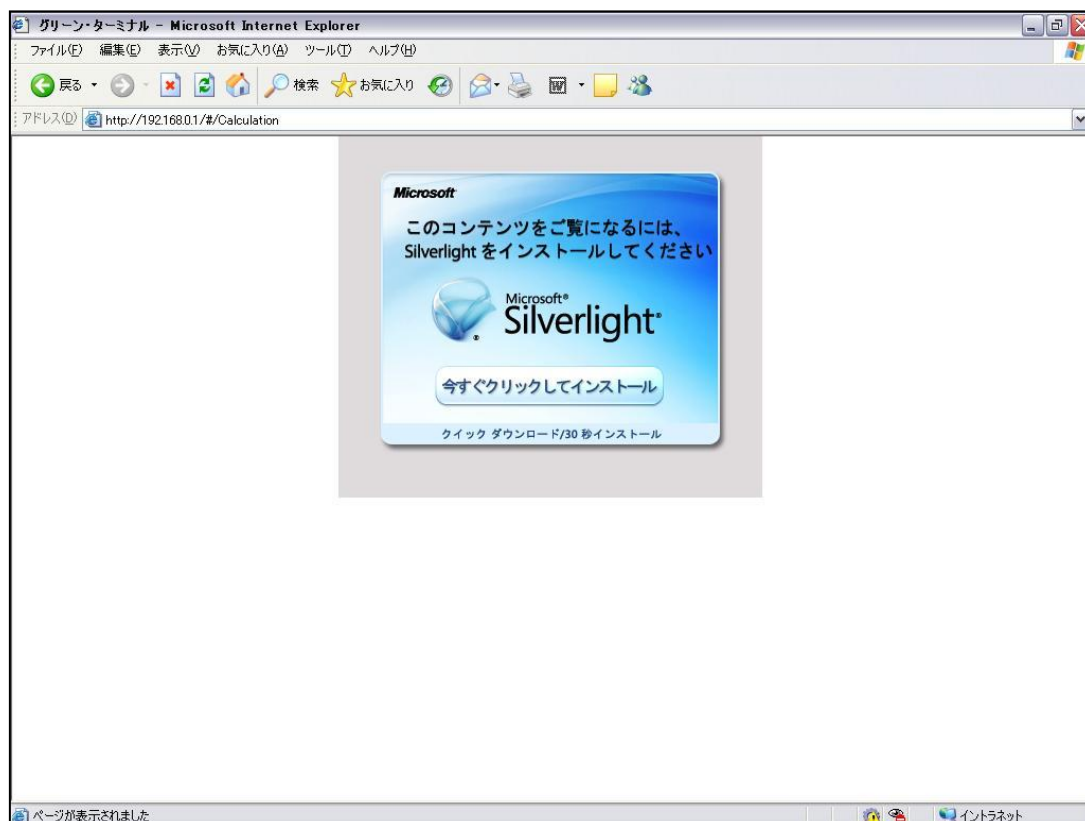 グリーン・ターミナル - Microsoft Internet Explorer
ファイル(F) 編集(E) 表示(V) お気に入り(A) ツール(T) ヘルプ(H)
戻る 検索 お気に入り
アドレス(D) http://192.168.0.1/#/Calculation
Microsoft
このコンテンツをご覧になるには、
Silverlight をインストールしてください
Microsoft®
Silverlight®
今すぐクリックしてインストール
クイック ダウンロード/30 秒インストール
ページが表示されました イントラネット